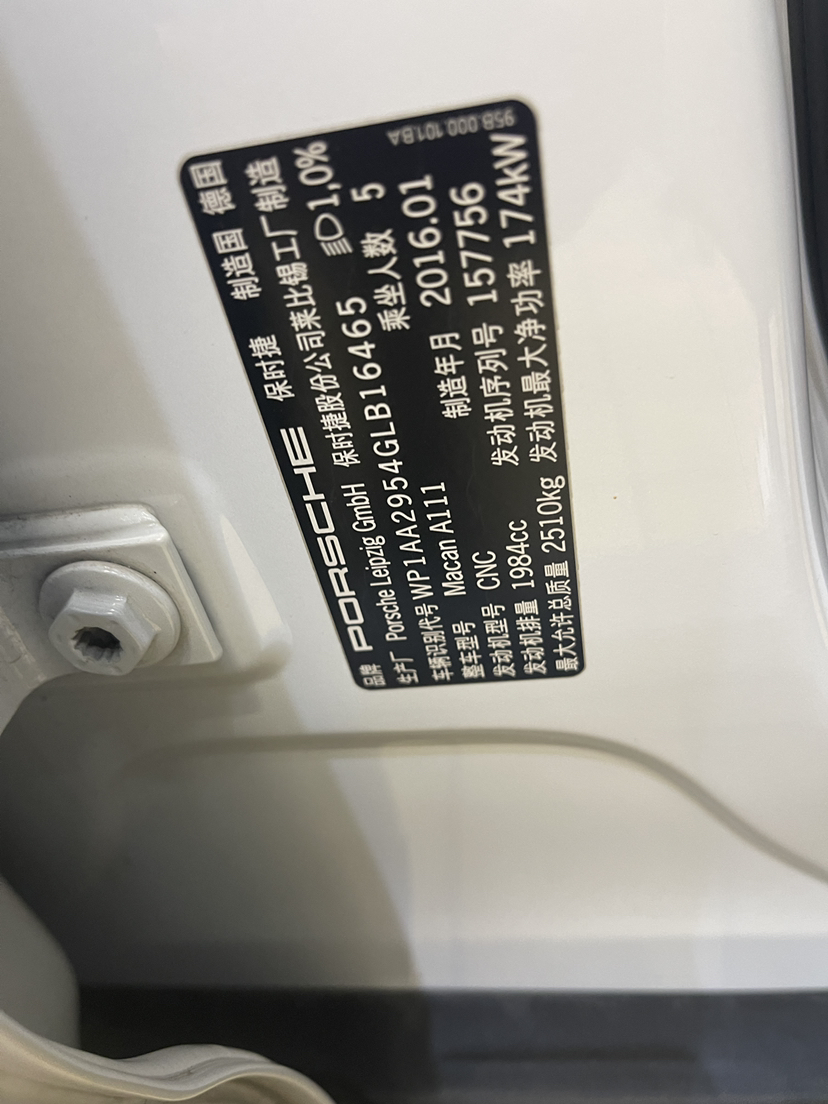 品牌 PORSCHE 保时捷 制造国 德国
生产厂 Porsche Leipzig GmbH 保时捷股份公司莱比锡工厂制造
车辆识别代号 WP1AA2954GLB16465 1,0%
整车型号 Macan A111 乘坐人数 5
发动机型号 CNC 制造年月 2016.01
发动机排量 1984cc 发动机序列号 157756
最大允许总质量 2510kg 发动机最大净功率 174kW
95B.000.101.BA